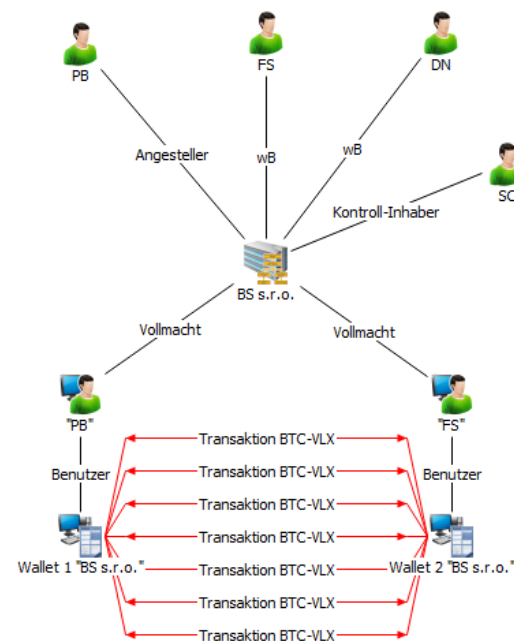 PB
FS
DN
Angesteller
wB
wB
Kontroll-Inhaber
BS s.r.o.
Vollmacht
Vollmacht
"PB"
"FS"
Transaktion BTC-VLX
Benutzer
Transaktion BTC-VLX
Benutzer
Transaktion BTC-VLX
Transaktion BTC-VLX
Wallet 1 "BS s.r.o."
Transaktion BTC-VLX
Wallet 2 "BS s.r.o."
Transaktion BTC-VLX
Transaktion BTC-VLX